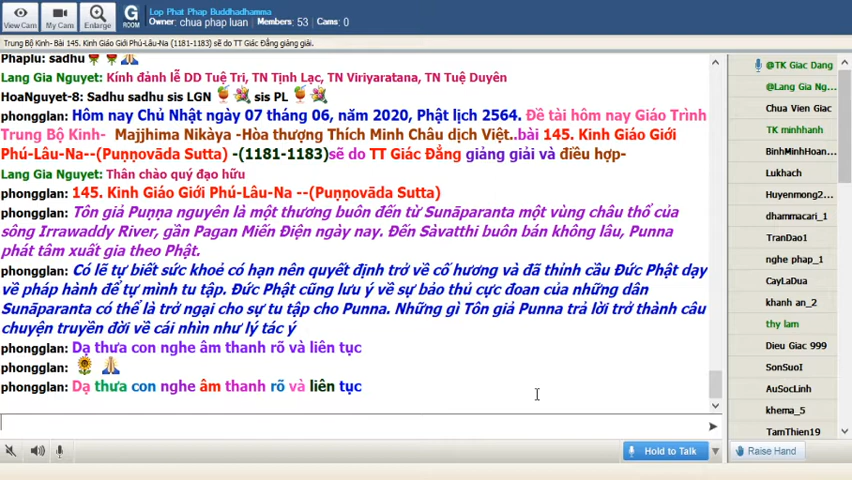 Lop Phat Phap Buddhadhamma
Owner: chua phap luan Members: 53 Cams: 0
View Cam
My Cam
Enlarge
G
ROOM
Trung Bộ Kinh- Bài 145. Kinh Giáo Giới Phú-Lâu-Na (1181-1183) sẽ do TT Giác Đẳng giảng giải.
Phaplu: sadhu
Lang Gia Nguyet: Kính đảnh lễ DD Tuệ Tri, TN Tịnh Lạc, TN Viriyaratana, TN Tuệ Duyên
HoaNguyet-8: Sadhu sadhu sis LGN sis PL
phongglan: Hôm nay Chủ Nhật ngày 07 tháng 06, năm 2020, Phật lịch 2564. Đề tài hôm nay Giáo Trình
Trung Bộ Kinh- Majjhima Nikàya -Hòa thượng Thích Minh Châu dịch Việt..bài 145. Kinh Giáo Giới
Phú-Lâu-Na--(Puṇṇovāda Sutta) -(1181-1183)sẽ do TT Giác Đẳng giảng giải và điều hợp-
Lang Gia Nguyet: Thân chào quý đạo hữu
phongglan: 145. Kinh Giáo Giới Phú-Lâu-Na --(Puṇṇovāda Sutta)
phongglan: Tôn giả Puṇṇa nguyên là một thương buôn đến từ Sunāparanta một vùng châu thổ của
sông Irrawaddy River, gần Pagan Miến Điện ngày nay. Đến Sàvatthi buôn bán không lâu, Punna
phát tâm xuất gia theo Phật.
phongglan: Có lẽ tự biết sức khoẻ có hạn nên quyết định trở về cố hương và đã thỉnh cầu Đức Phật dạy
về pháp hành để tự mình tu tập. Đức Phật cũng lưu ý về sự bảo thủ cực đoan của những dân
Sunāparanta có thể là trở ngại cho sự tu tập cho Punna. Những gì Tôn giả Punna trả lời trở thành câu
chuyện truyền đời về cái nhìn như lý tác ý
phongglan: Dạ thưa con nghe âm thanh rõ và liên tục
phongglan:
phongglan: Dạ thưa con nghe âm thanh rõ và liên tục
Hold to Talk
Raise Hand
@TK Giac Dang
@Lang Gia Ng...
Chua Vien Giac
TK minhhanh
BinhMinhHoan...
Lukhach
Huyenmong2...
dhammacari_1
TranDao1
nghe phap_1
CayLaDua
khanh an_2
thy lam
Dieu Giac 999
SonSuoI
AuSocLinh
khema_5
TamThien19